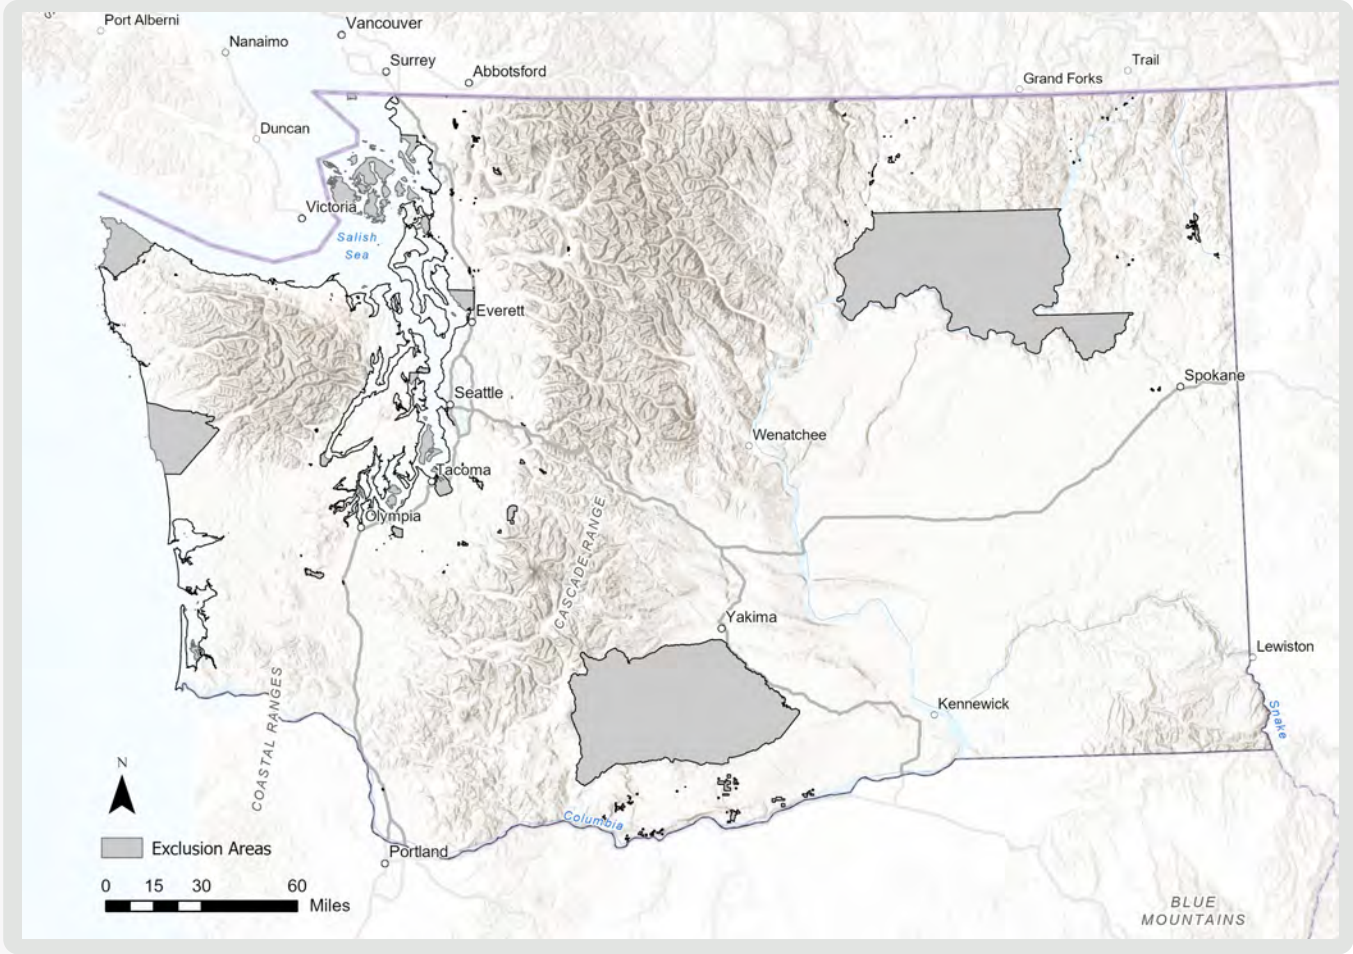 Port Alberni
Vancouver
Nanaimo
Surrey
Abbotsford
Trail
Grand Forks
Duncan
Victoria
Salish
Sea
Everett
Seattle
Spokane
Wenatchee
Tacoma
Olympia
CASCADE RANGE
Yakima
Lewiston
COASTAL RANGES
Kennewick
Snake
N
Columbia
Exclusion Areas
Portland
0 15 30 60
Miles
BLUE
MOUNTAINS